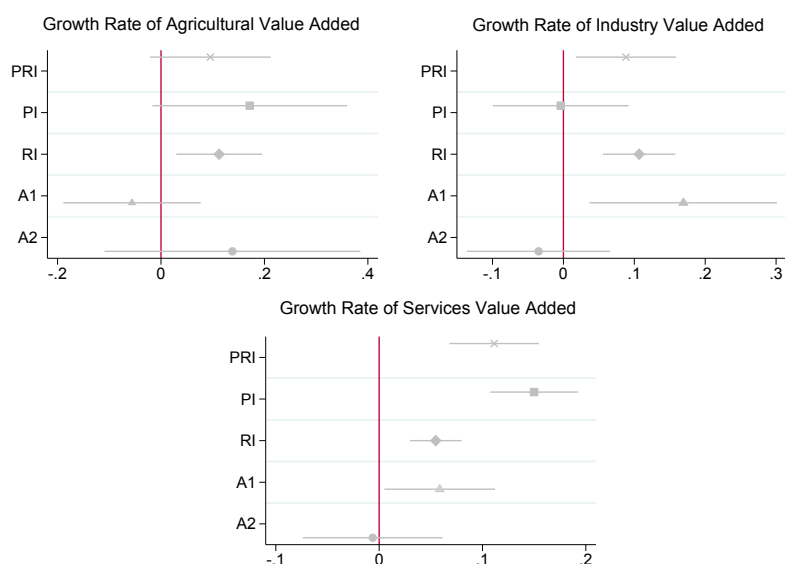 Growth Rate of Agricultural Value Added
PRI
PI
RI
A1
A2
-.2 0 .2 .4
Growth Rate of Industry Value Added
PRI
PI
RI
A1
A2
-.1 0 .1 .2 .3
Growth Rate of Services Value Added
PRI
PI
RI
A1
A2
-.1 0 .1 .2